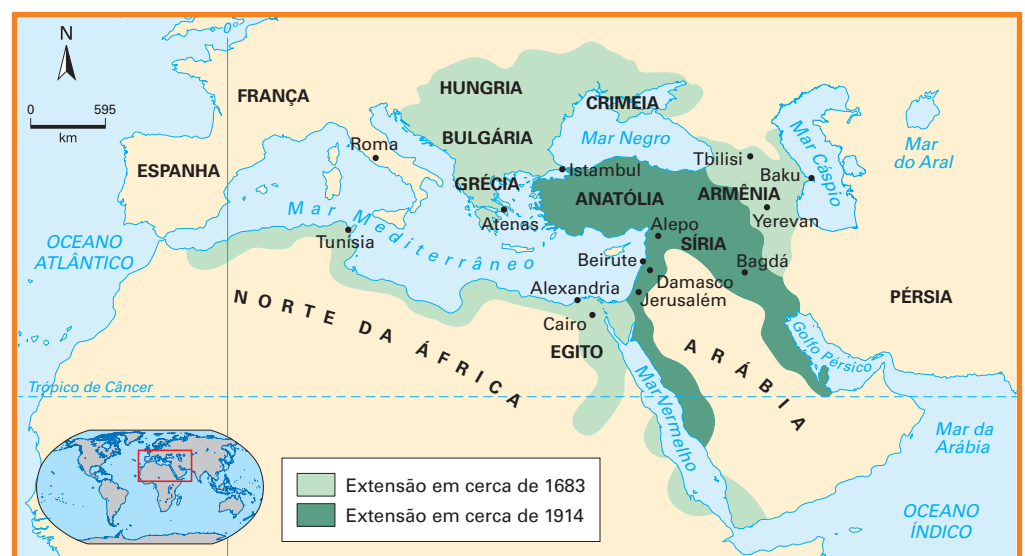 0°
N
0 595
km
FRANÇA
HUNGRIA
CRIMEIA
BULGÁRIA
Mar Negro
Mar Cáspio
Mar
do Aral
Roma
Tbilisi
ESPANHA
Istambul
Baku
GRÉCIA
ANATÓLIA
ARMÊNIA
Mar Mediterrâneo
Atenas
Yerevan
Tunísia
Alepo
SÍRIA
OCEANO
ATLÂNTICO
Beirute
Bagdá
Damasco
Alexandria
Jerusalém
PÉRSIA
NORTE DA ÁFRICA
Cairo
EGITO
Golfo Pérsico
ARÁBIA
Mar Vermelho
Trópico de Câncer
Mar da
Arábia
Extensão em cerca de 1683
Extensão em cerca de 1914
OCEANO
ÍNDICO